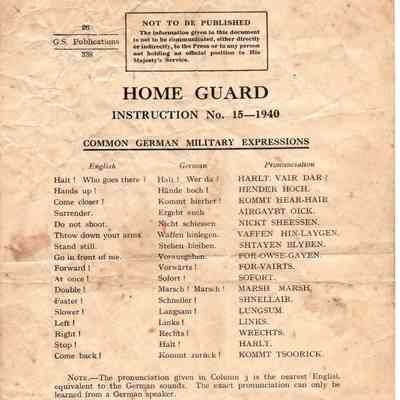 26
G.S. Publications
338
NOT TO BE PUBLISHED
The information given in this document
is not to be communicated, either directly
or indirectly, to the Press or to any person
not holding an official position in His
Majesty's Service.
HOME GUARD
INSTRUCTION No. 15—1940
COMMON GERMAN MILITARY EXPRESSIONS
English German Pronunciation
Halt! Who goes there? Halt! Wer da? HARLT. VAIR DAR?
Hands up! Hände hoch! HENDER HOCH.
Come closer! Kommt hierher! KOMMT HEAR-HAIR
Surrender. Ergebt euch AIRGAYBT OICK.
Do not shoot. Nicht schiessen NICKT SHEESSEN.
Throw down your arms Waffen hinlegen. VAFFEN HIN-LAYGEN.
Stand still. Stehen bleiben. SHTAYEN BLYBEN.
Go in front of me. Vorausgehen. FOR-OWSE-GAYEN.
Forward! Vorwärts! FOR-VAIRTS.
At once! Sofort! SOFORT.
Double! Marsch! Marsch! MARSH MARSH.
Faster! Schneller! SHNELLAIR.
Slower! Langsam! LUNGSUM.
Left! Links! LINKS.
Right! Rechts! WRECHTS.
Stop! Halt! HARLT.
Come back! Kommt zurück! KOMMT TSOORICK.
NOTE.—The pronunciation given in Column 3 is the nearest English
equivalent to the German sounds. The exact pronunciation can only be
learned from a German speaker.